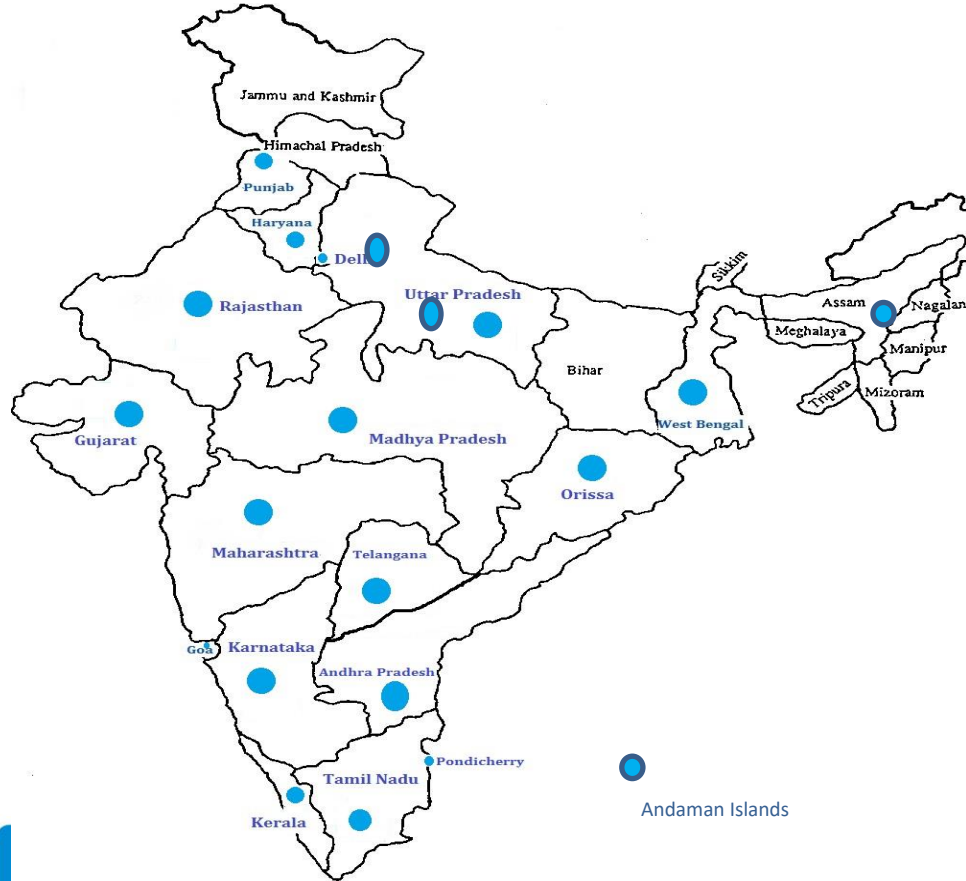 Jammu and Kashmir
Himachal Pradesh
Punjab
Haryana
Delh
Sikkim
Rajasthan
Uttar Pradesh
Assam
Nagalan
Meghalaya
Manipur
Bihar
Tripura
Mizoram
Gujarat
Madhya Pradesh
West Bengal
Orissa
Maharashtra
Telangana
Goa
Karnataka
Andhra Pradesh
Pondicherry
Tamil Nadu
Andaman Islands
Kerala